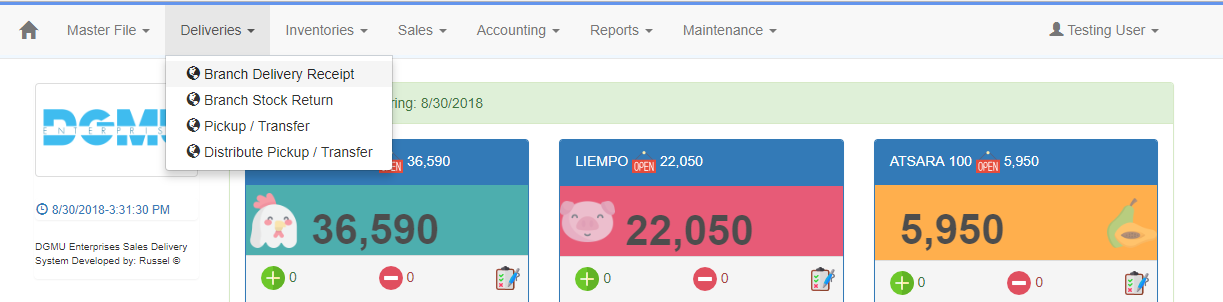 Master File Deliveries Inventories Sales Accounting Reports Maintenance Testing User
Branch Delivery Receipt
Branch Stock Return
Pickup / Transfer
Distribute Pickup / Transfer
DGMU
ENTERPRIS
8/30/2018-3:31:30 PM
DGMU Enterprises Sales Delivery
System Developed by: Russel ©
ring: 8/30/2018
OPEN 36,590
36,590
0 0
LIEMPO OPEN 22,050
22,050
0 0
ATSARA 100 OPEN 5,950
5,950
0 0